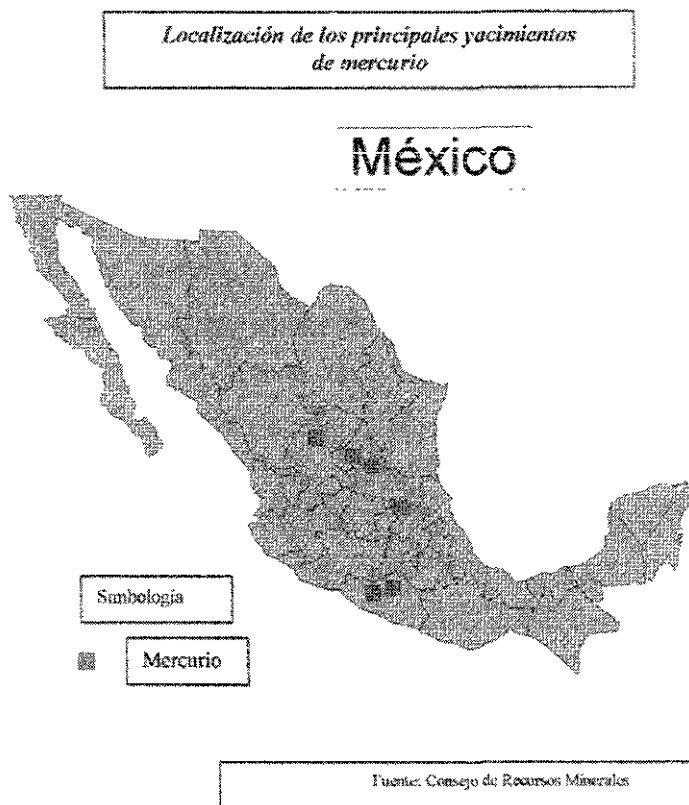 Localización de los principales yacimientos
de mercurio
México
Simbología
Mercurio
Fuente: Consejo de Recursos Minerales